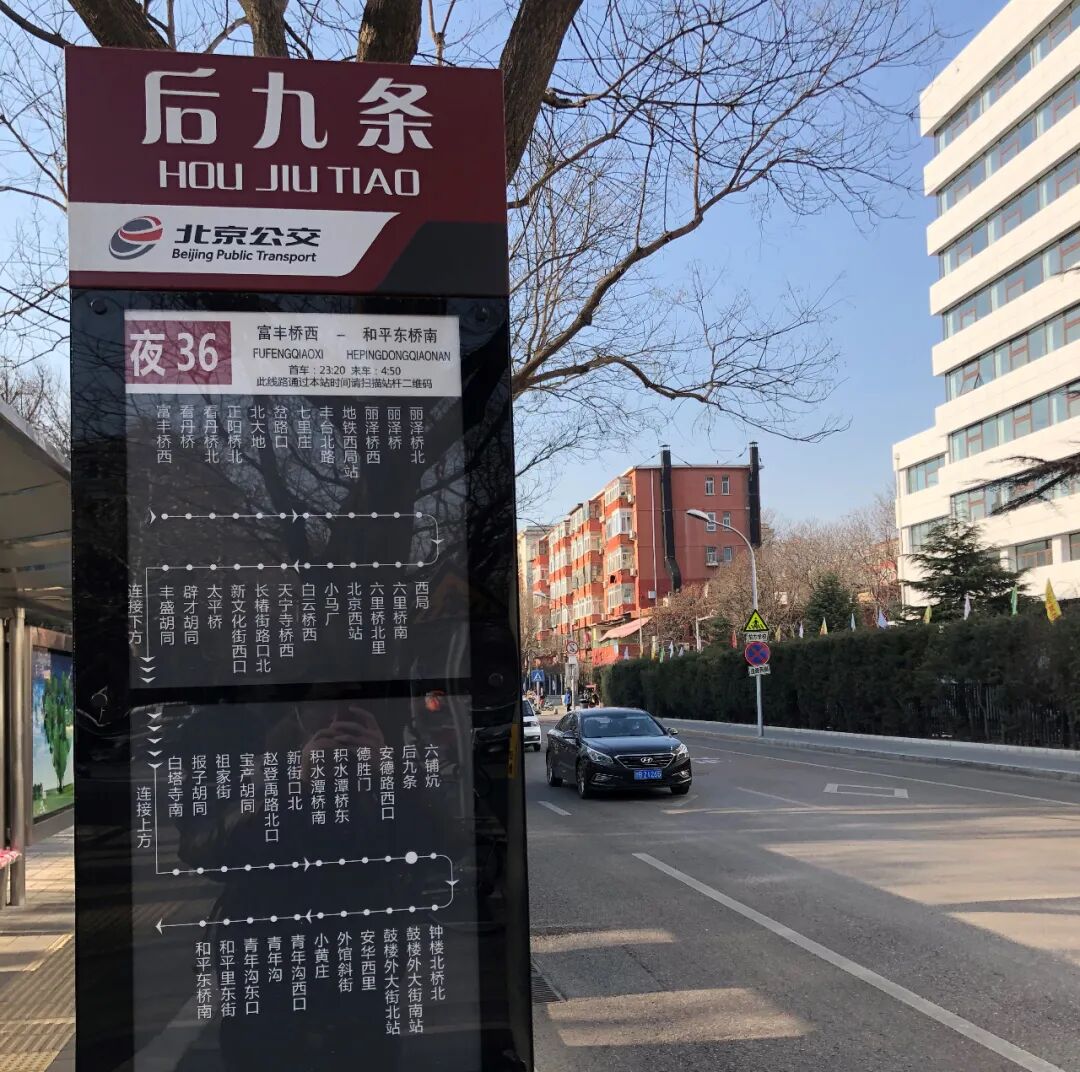 后九条
HOU JIU TIAO
北京公交
Beijing Public Transport
夜36
富丰桥西 – 和平东桥南
FUFENGQIAOXI HEPINGDONGQIAONAN
首车:23:20 末车:4:50
此线路通过本站时间请扫描站杆二维码
富丰桥西
看丹桥
看丹桥北
正阳桥北
北大地
岔路口
七里庄
丰台北路
地铁西局站
丽泽桥西
丽泽桥
丽泽桥北
连接下方
丰盛胡同
辟才胡同
太平桥
新文化街西口
长椿街路口北
天宁寺桥西
白云桥西
小马厂
北京西站
六里桥北里
六里桥南
西局
连接上方
白塔寺南
报子胡同
祖家街
宝产胡同
赵登禹路北口
新街口北
积水潭桥南
积水潭桥东
德胜门
安德路西口
后九条
六铺炕
和平东桥南
和平里东街
青年沟东口
青年沟
青年沟西口
小黄庄
外馆斜街
安华西里
鼓楼外大街北站
鼓楼外大街南站
钟楼北桥北